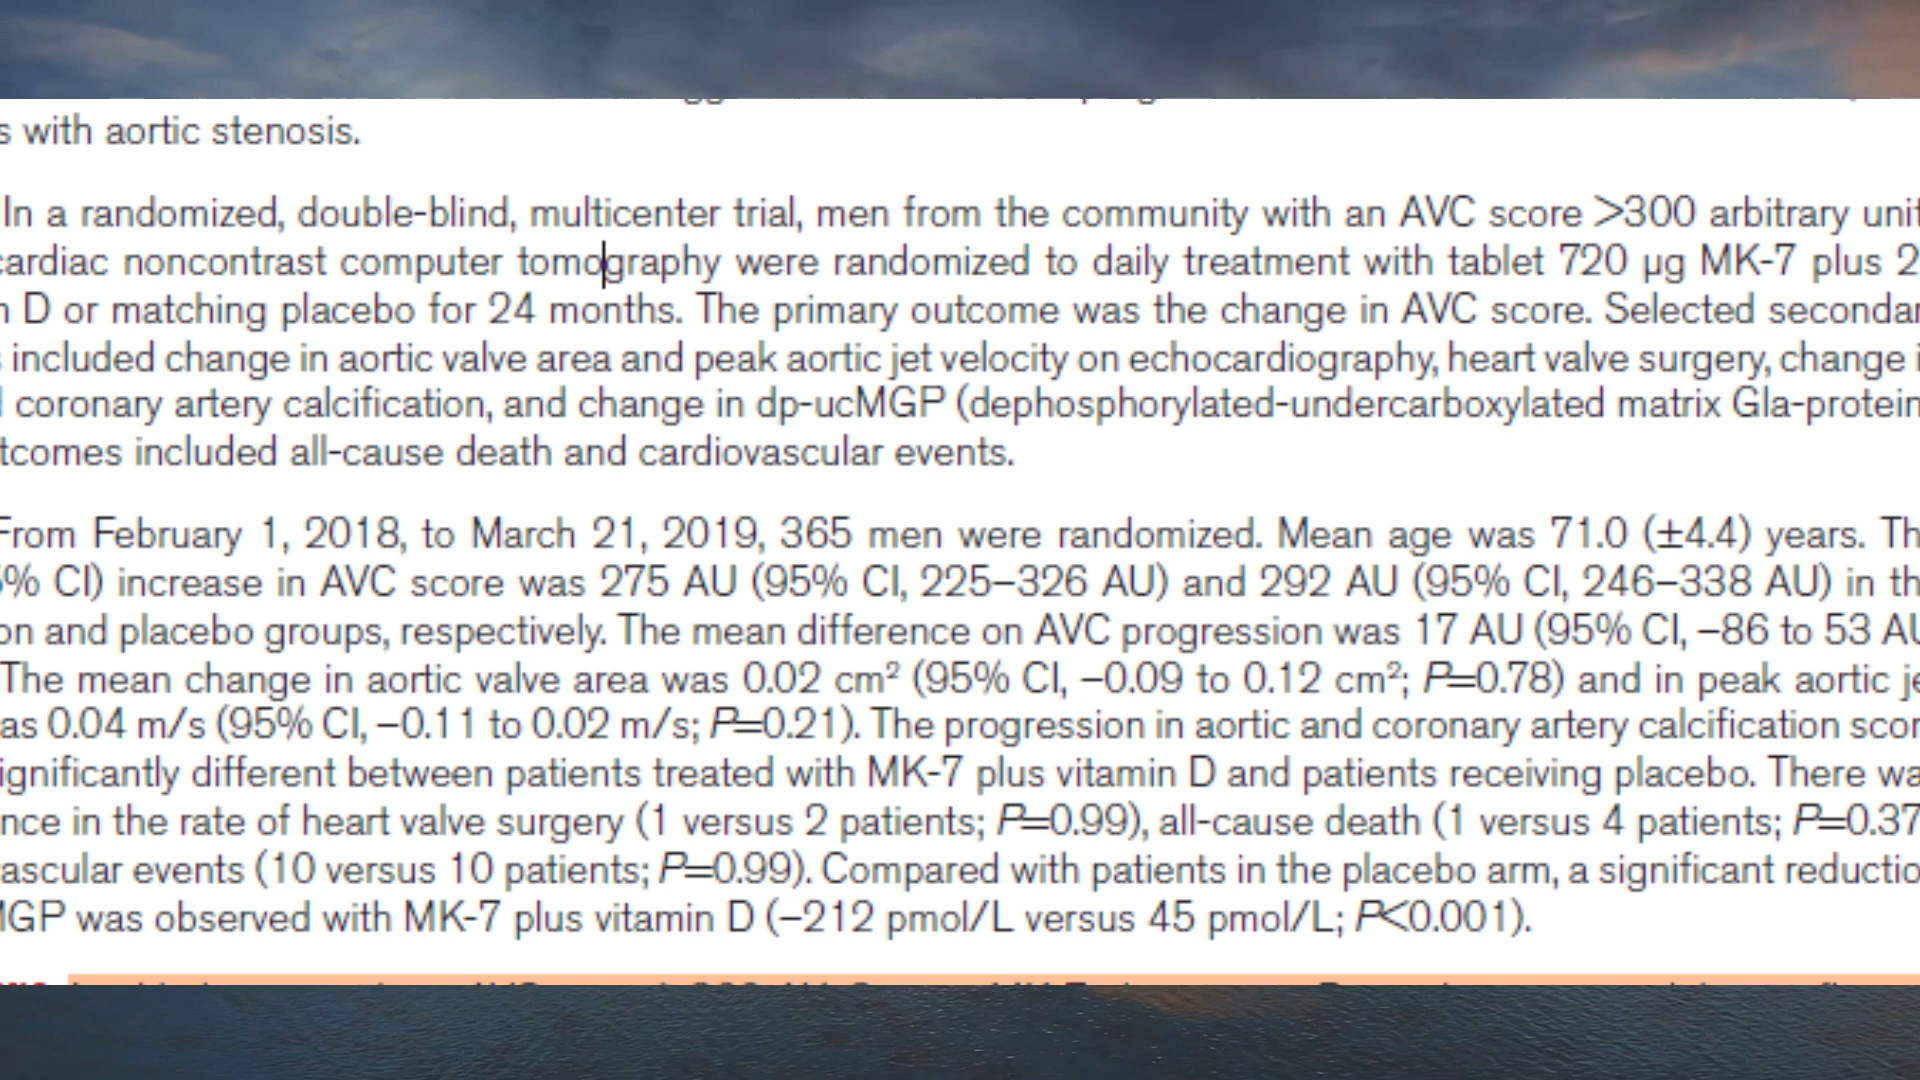 s with aortic stenosis.
In a randomized, double-blind, multicenter trial, men from the community with an AVC score >300 arbitrary unit
cardiac noncontrast computer tomography were randomized to daily treatment with tablet 720 µg MK-7 plus 2
n D or matching placebo for 24 months. The primary outcome was the change in AVC score. Selected secondar
s included change in aortic valve area and peak aortic jet velocity on echocardiography, heart valve surgery, change i
d coronary artery calcification, and change in dp-ucMGP (dephosphorylated-undercarboxylated matrix Gla-protein
tcomes included all-cause death and cardiovascular events.
From February 1, 2018, to March 21, 2019, 365 men were randomized. Mean age was 71.0 (±4.4) years. Th
5% CI) increase in AVC score was 275 AU (95% CI, 225–326 AU) and 292 AU (95% CI, 246–338 AU) in th
on and placebo groups, respectively. The mean difference on AVC progression was 17 AU (95% CI, –86 to 53 AU
The mean change in aortic valve area was 0.02 cm² (95% CI, –0.09 to 0.12 cm²; P=0.78) and in peak aortic je
as 0.04 m/s (95% CI, –0.11 to 0.02 m/s; P=0.21). The progression in aortic and coronary artery calcification scor
ignificantly different between patients treated with MK-7 plus vitamin D and patients receiving placebo. There wa
nce in the rate of heart valve surgery (1 versus 2 patients; P=0.99), all-cause death (1 versus 4 patients; P=0.37
ascular events (10 versus 10 patients; P=0.99). Compared with patients in the placebo arm, a significant reductio
MGP was observed with MK-7 plus vitamin D (–212 pmol/L versus 45 pmol/L; P<0.001).